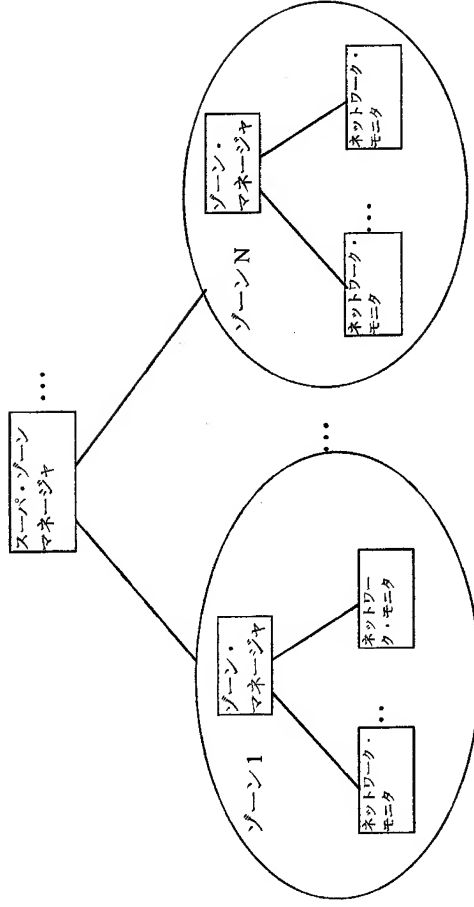 スーパ・ゾーン
マネージャ
...
ゾーン1
ゾーン・
マネージャ
ネットワーク・
モニタ
..
ネットワー
ク・モニタ
...
ゾーンN
ゾーン・
マネージャ
ネットワーク・
モニタ
...
ネットワーク・
モニタ